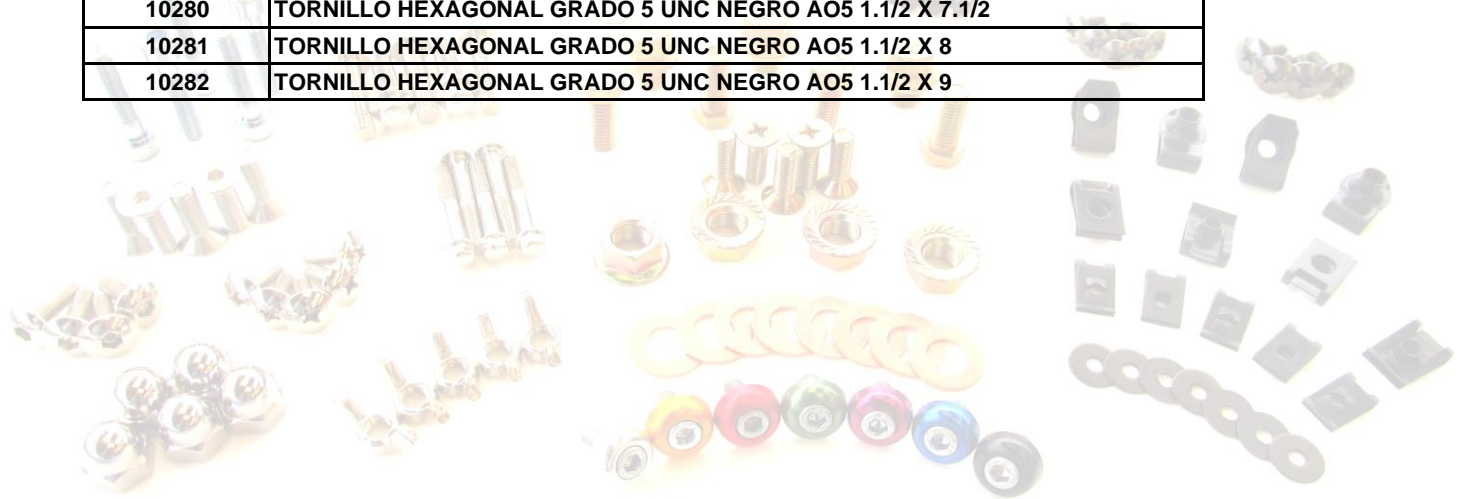 10280 TORNILLO HEXAGONAL GRADO 5 UNC NEGRO AO5 1.1/2 X 7.1/2
10281 TORNILLO HEXAGONAL GRADO 5 UNC NEGRO AO5 1.1/2 X 8
10282 TORNILLO HEXAGONAL GRADO 5 UNC NEGRO AO5 1.1/2 X 9